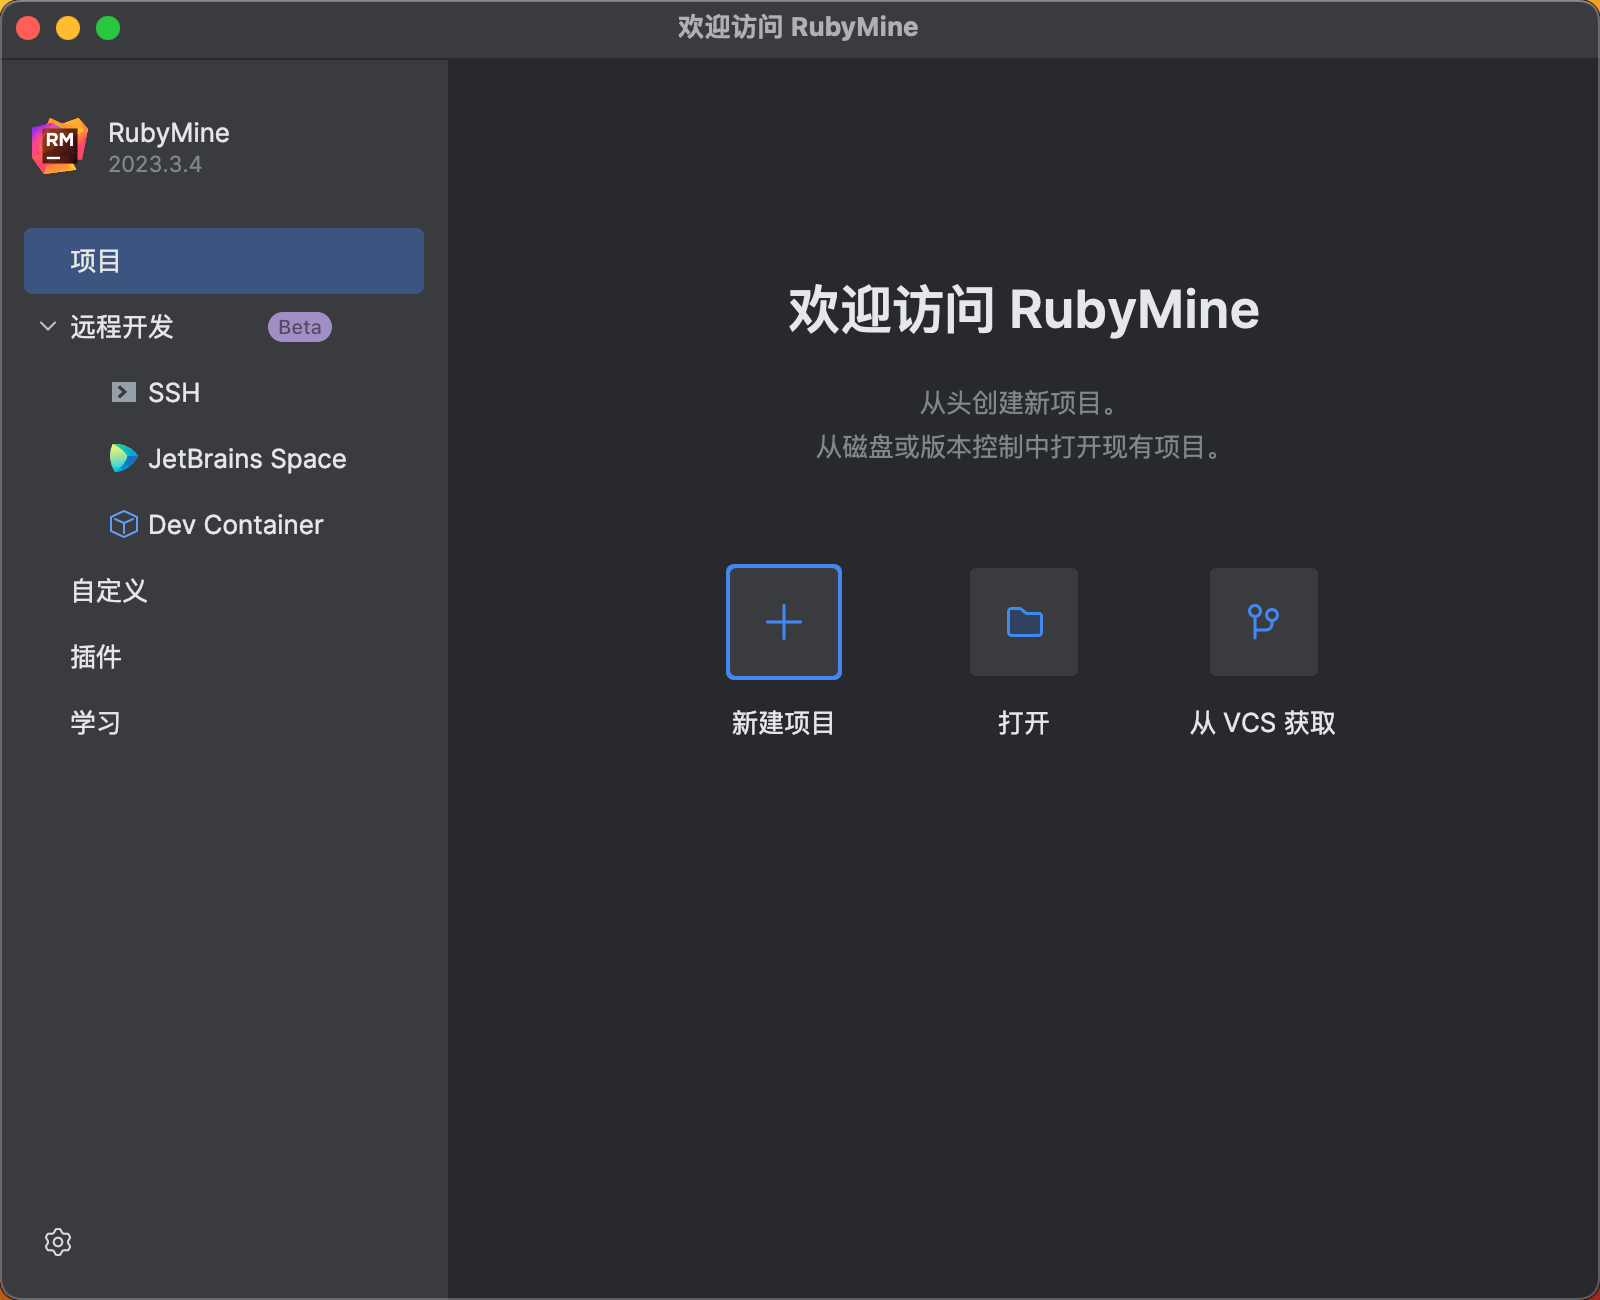 欢迎访问 RubyMine
RM
RubyMine
2023.3.4
项目
远程开发 Beta
SSH
JetBrains Space
Dev Container
自定义
插件
学习
欢迎访问 RubyMine
从头创建新项目。
从磁盘或版本控制中打开现有项目。
新建项目 打开 从 VCS 获取